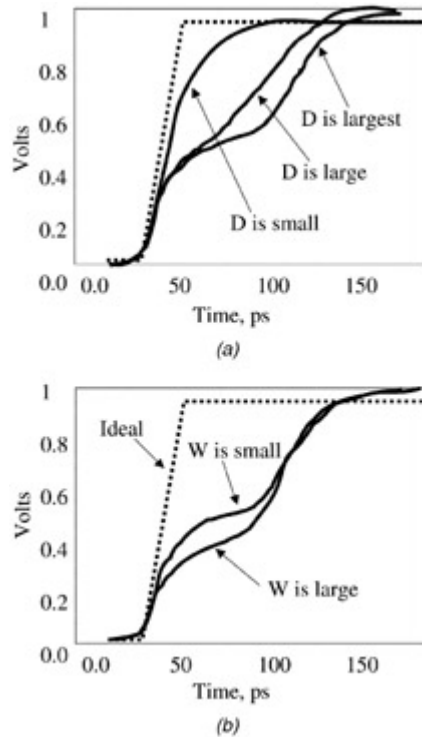 1
0.8
0.6
0.4
0.2
0.0
Volts
D is largest
D is large
D is small
0.0 50 100 150
Time, ps
(a)
1
0.8
0.6
0.4
0.2
0.0
Volts
Ideal
W is small
W is large
0.0 50 100 150
Time, ps
(b)